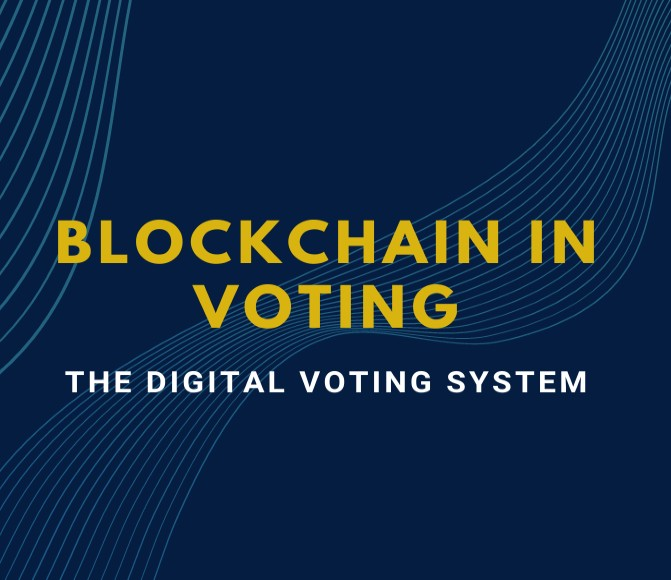 BLOCKCHAIN IN
VOTING
THE DIGITAL VOTING SYSTEM